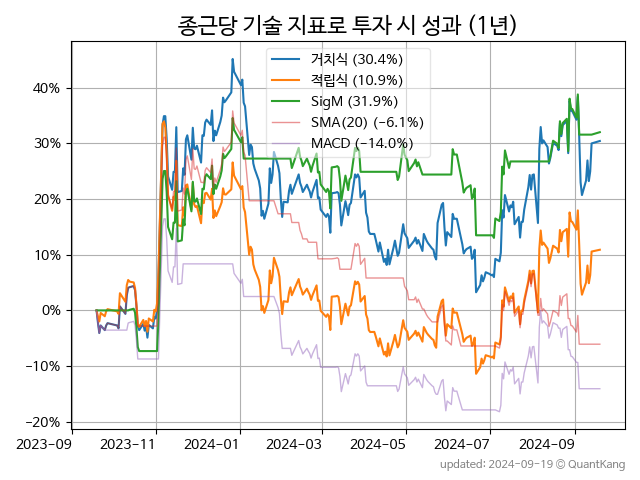 종근당 기술 지표로 투자 시 성과 (1년)
거치식 (30.4%)
적립식 (10.9%)
SigM (31.9%)
SMA(20) (−6.1%)
MACD (−14.0%)
40%
30%
20%
10%
0%
−10%
−20%
2023-09 2023-11 2024-01 2024-03 2024-05 2024-07 2024-09
updated: 2024-09-19 ⓒ QuantKang